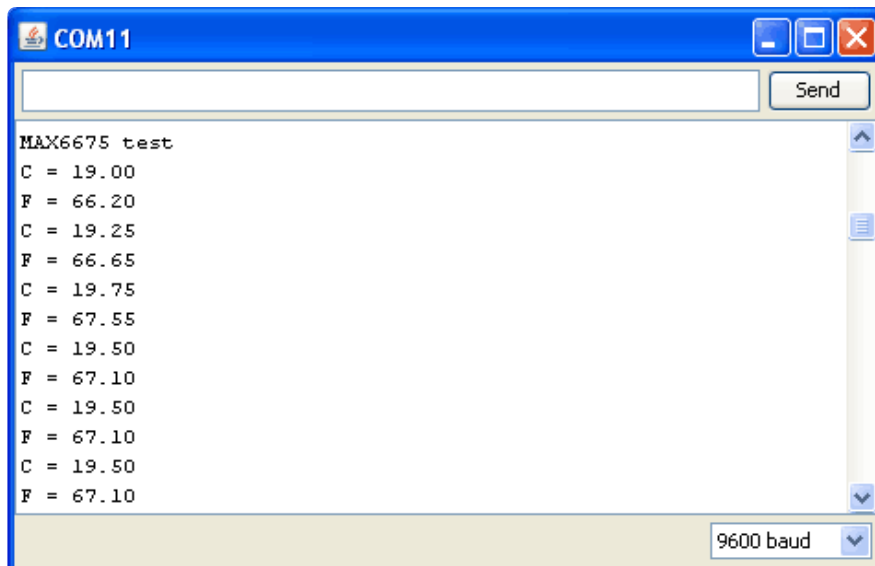 COM11
Send
MAX6675 test
C = 19.00
F = 66.20
C = 19.25
F = 66.65
C = 19.75
F = 67.55
C = 19.50
F = 67.10
C = 19.50
F = 67.10
C = 19.50
F = 67.10
9600 baud